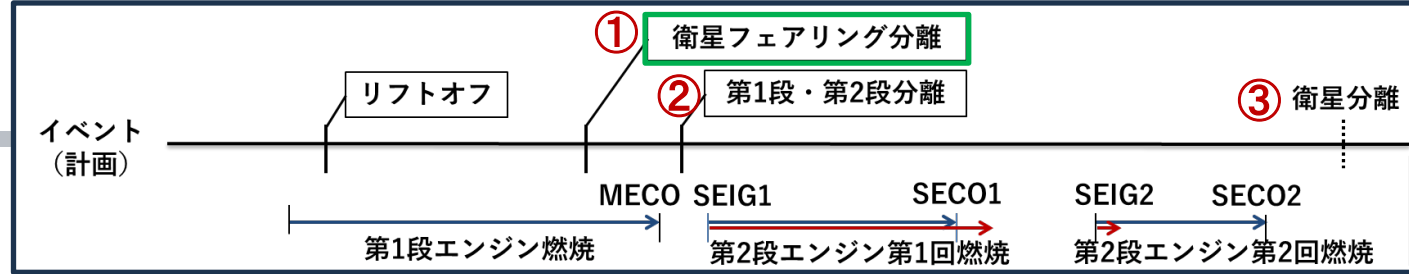 ① 衛星フェアリング分離
リフトオフ
② 第1段・第2段分離
③ 衛星分離
イベント
（計画）
MECO SEIG1 SECO1 SEIG2 SECO2
第1段エンジン燃焼
第2段エンジン第1回燃焼
第2段エンジン第2回燃焼